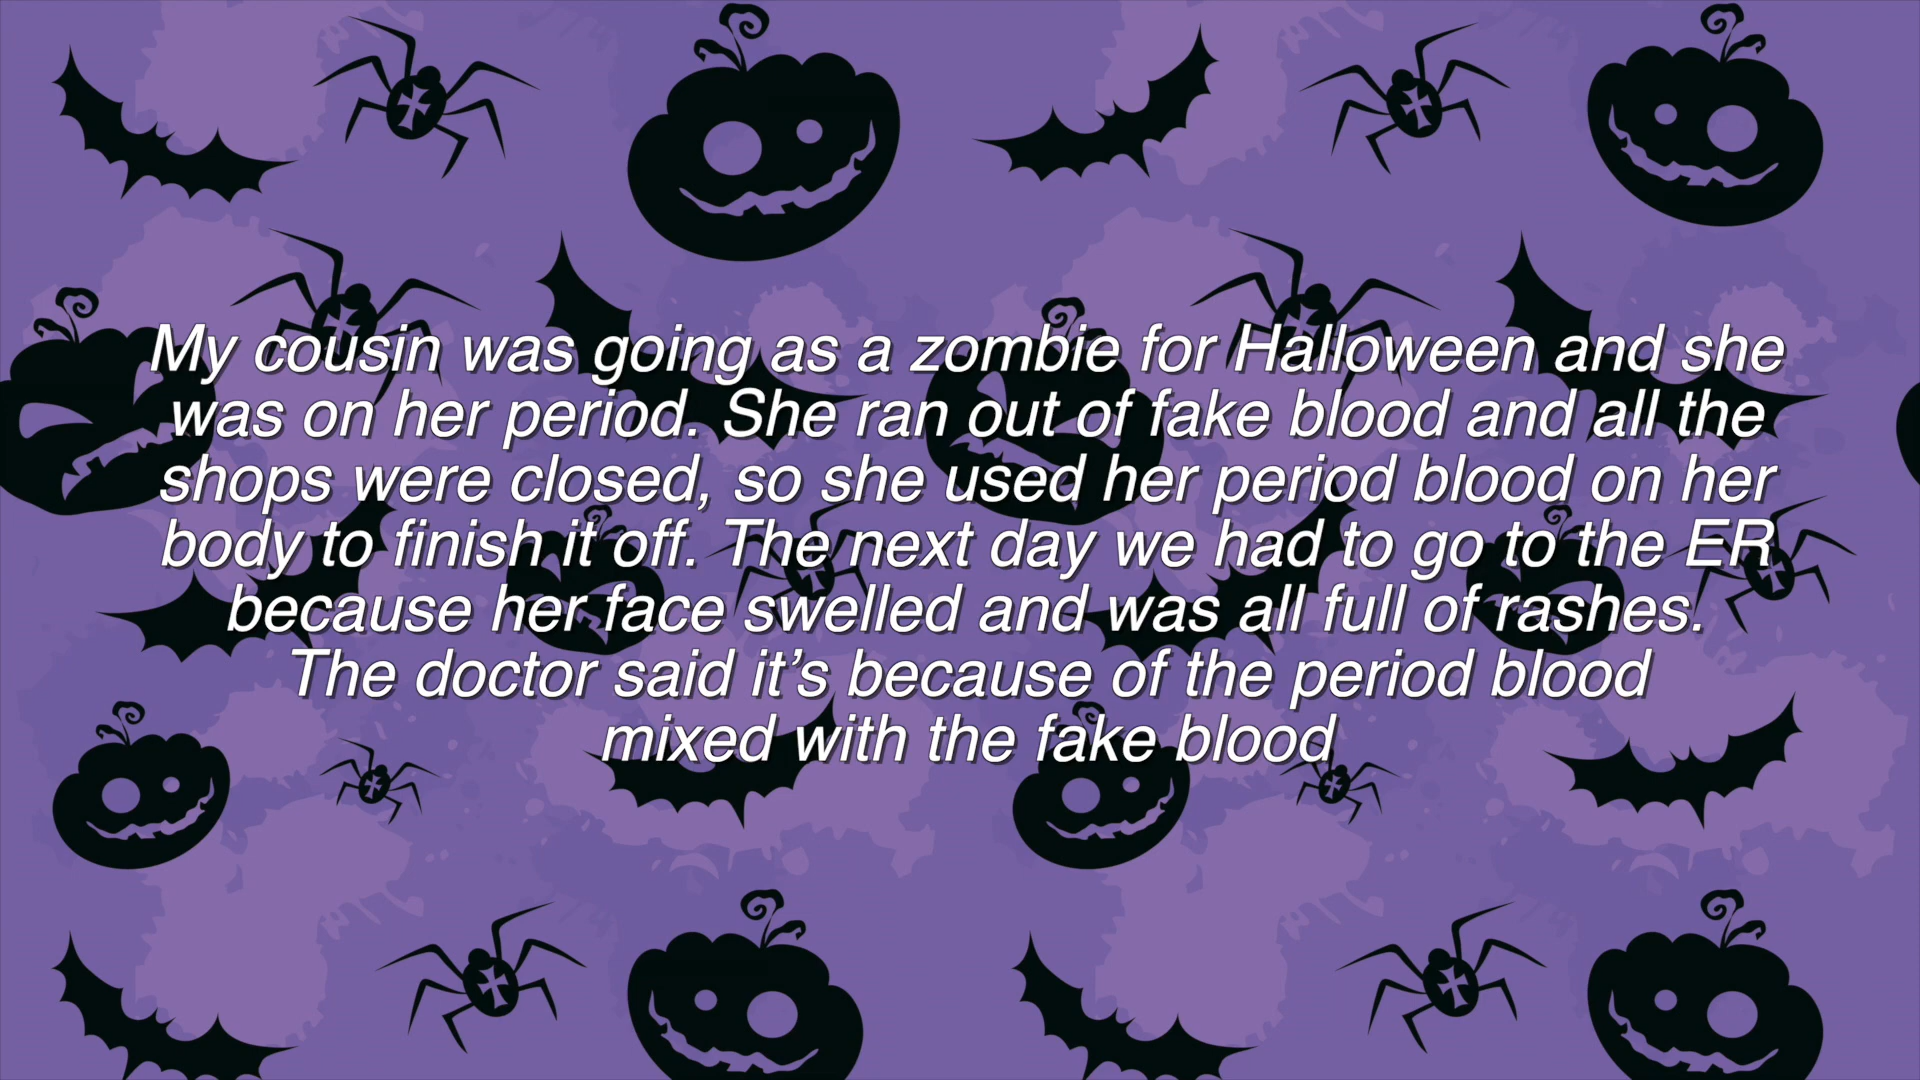 My cousin was going as a zombie for Halloween and she
was on her period. She ran out of fake blood and all the
shops were closed, so she used her period blood on her
body to finish it off. The next day we had to go to the ER
because her face swelled and was all full of rashes.
The doctor said it’s because of the period blood
mixed with the fake blood